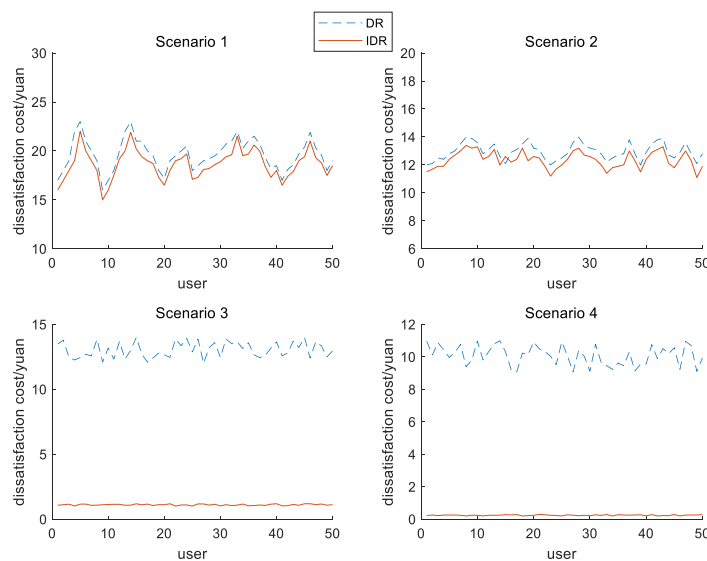 DR
IDR
Scenario 1
dissatisfaction cost/yuan
30
25
20
15
10
0 10 20 30 40 50
user
Scenario 2
dissatisfaction cost/yuan
20
18
16
14
12
10
8
6
0 10 20 30 40 50
user
Scenario 3
dissatisfaction cost/yuan
15
10
5
0
0 10 20 30 40 50
user
Scenario 4
dissatisfaction cost/yuan
12
10
8
6
4
2
0
0 10 20 30 40 50
user